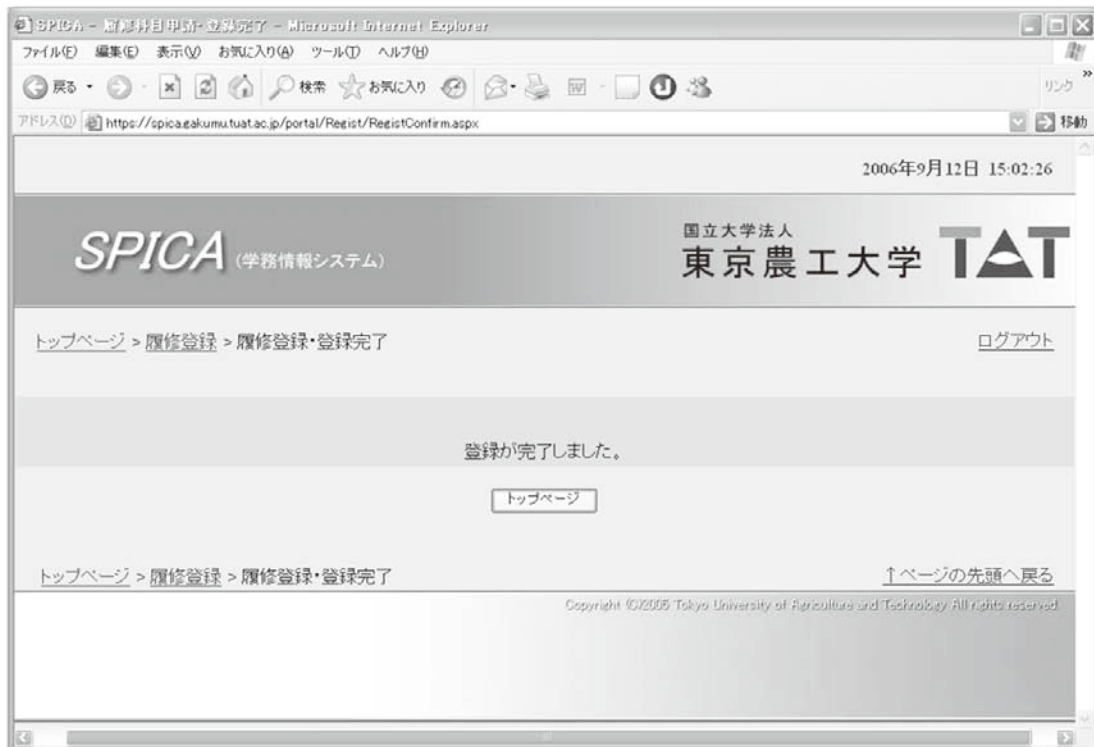 SPICA - 履修科目申請・登録完了 - Microsoft Internet Explorer
ファイル(F) 編集(E) 表示(V) お気に入り(A) ツール(T) ヘルプ(H)
戻る 検索 お気に入り リンク »
アドレス(D) https://spica.gakumu.tuat.ac.jp/portal/Regist/RegistConfirm.aspx 移動
2006年9月12日 15:02:26
SPICA (学務情報システム)
国立大学法人
東京農工大学 TAT
トップページ > 履修登録 > 履修登録・登録完了 ログアウト
登録が完了しました。
トップページ
トップページ > 履修登録 > 履修登録・登録完了 ↑ページの先頭へ戻る
Copyright (C)2005 Tokyo University of Agriculture and Technology All rights reserved.